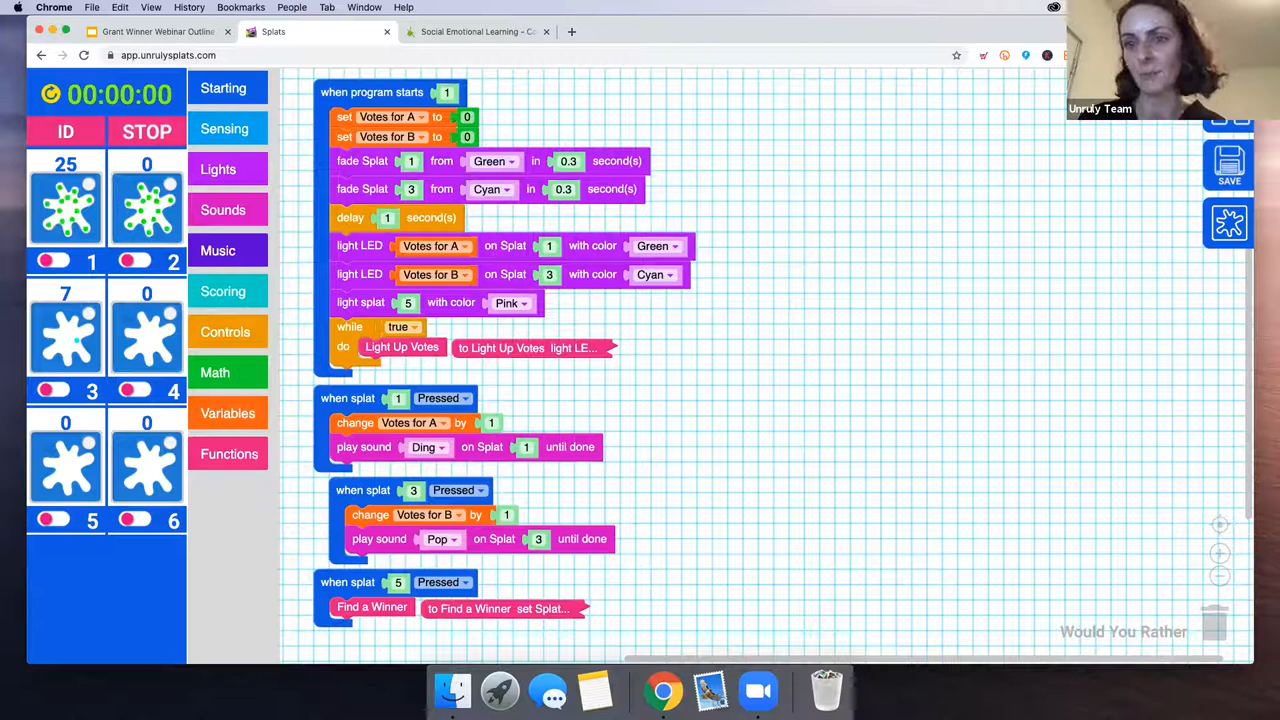 Chrome File Edit View History Bookmarks People Tab Window Help
Grant Winner Webinar Outline × Splats × Social Emotional Learning - Co × +
app.unrulysplats.com
Unruly Team
00:00:00
ID STOP
25 0
1 2
7 0
3 4
0 0
5 6
Starting
Sensing
Lights
Sounds
Music
Scoring
Controls
Math
Variables
Functions
when program starts 1
set Votes for A to 0
set Votes for B to 0
fade Splat 1 from Green in 0.3 second(s)
fade Splat 3 from Cyan in 0.3 second(s)
delay 1 second(s)
light LED Votes for A on Splat 1 with color Green
light LED Votes for B on Splat 3 with color Cyan
light splat 5 with color Pink
while true
do Light Up Votes to Light Up Votes light LE...
when splat 1 Pressed
change Votes for A by 1
play sound Ding on Splat 1 until done
when splat 3 Pressed
change Votes for B by 1
play sound Pop on Splat 3 until done
when splat 5 Pressed
Find a Winner to Find a Winner set Splat...
SAVE
Would You Rather